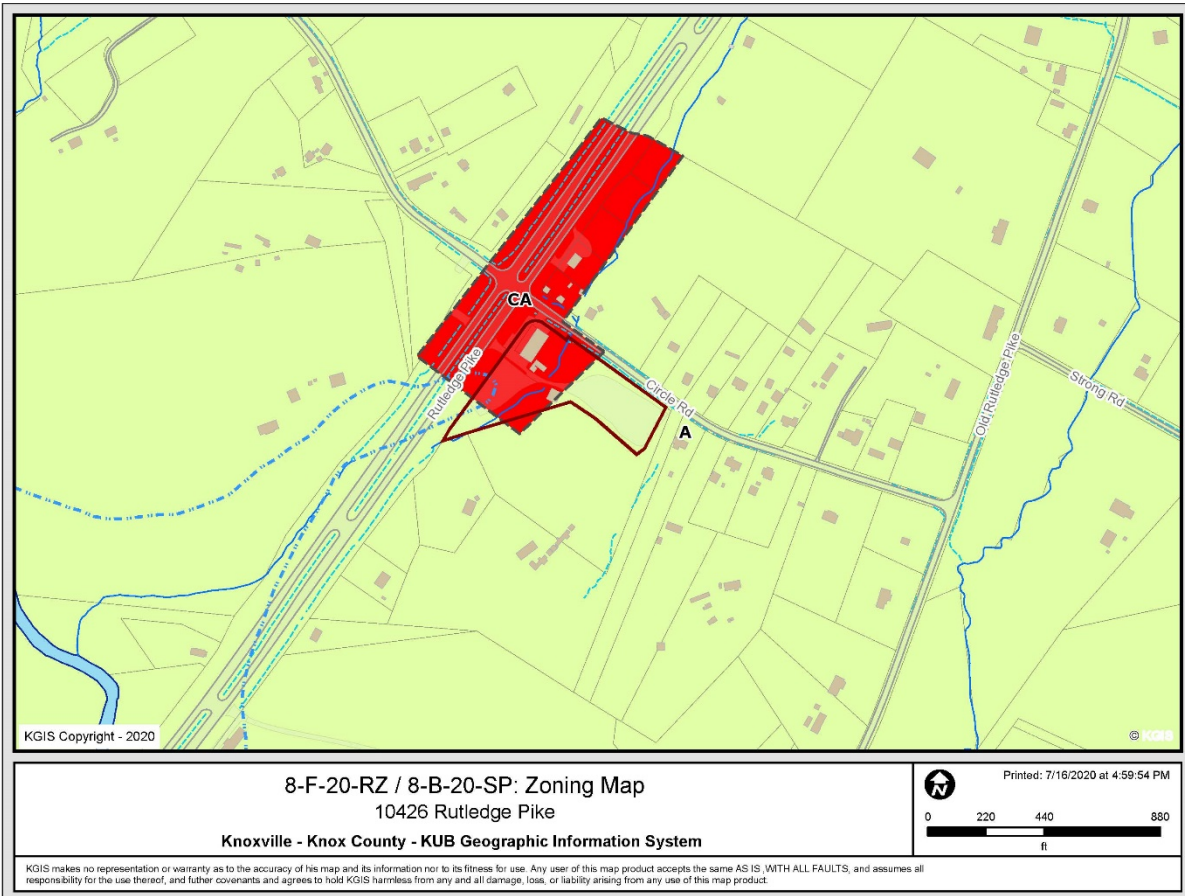 CA
Rutledge Pike
Circle Rd
A
Old Rutledge Pike
Strong Rd
KGIS Copyright - 2020
© KGIS
8-F-20-RZ / 8-B-20-SP: Zoning Map
10426 Rutledge Pike
Knoxville - Knox County - KUB Geographic Information System
N
Printed: 7/16/2020 at 4:59:54 PM
0 220 440 880
ft
KGIS makes no representation or warranty as to the accuracy of his map and its information nor to its fitness for use. Any user of this map product accepts the same AS IS ,WITH ALL FAULTS, and assumes all
responsibility for the use thereof, and futher covenants and agrees to hold KGIS harmless from any and all damage, loss, or liability arising from any use of this map product.